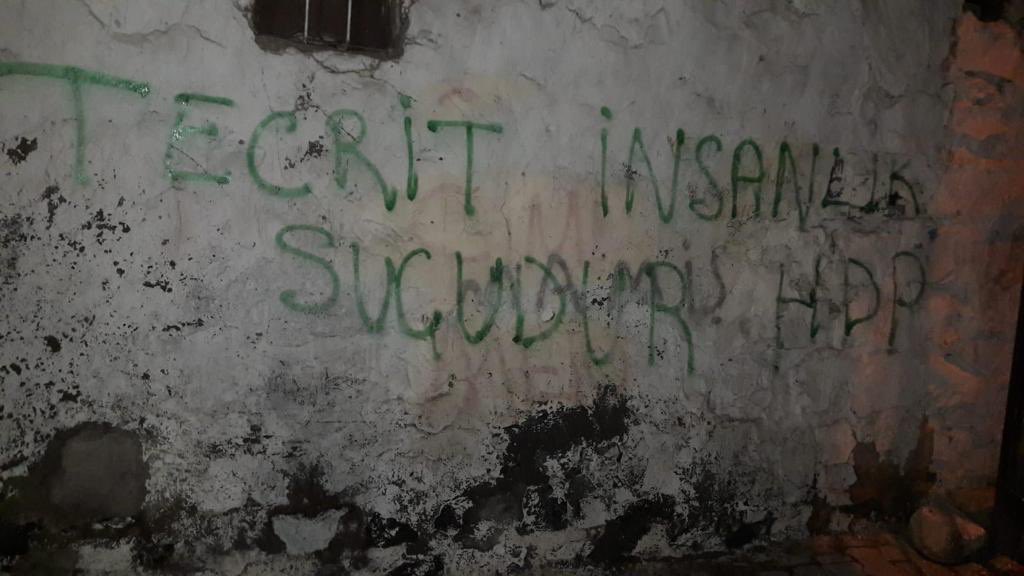 TECRİT İNSANLIK
SUÇUDUR HDP